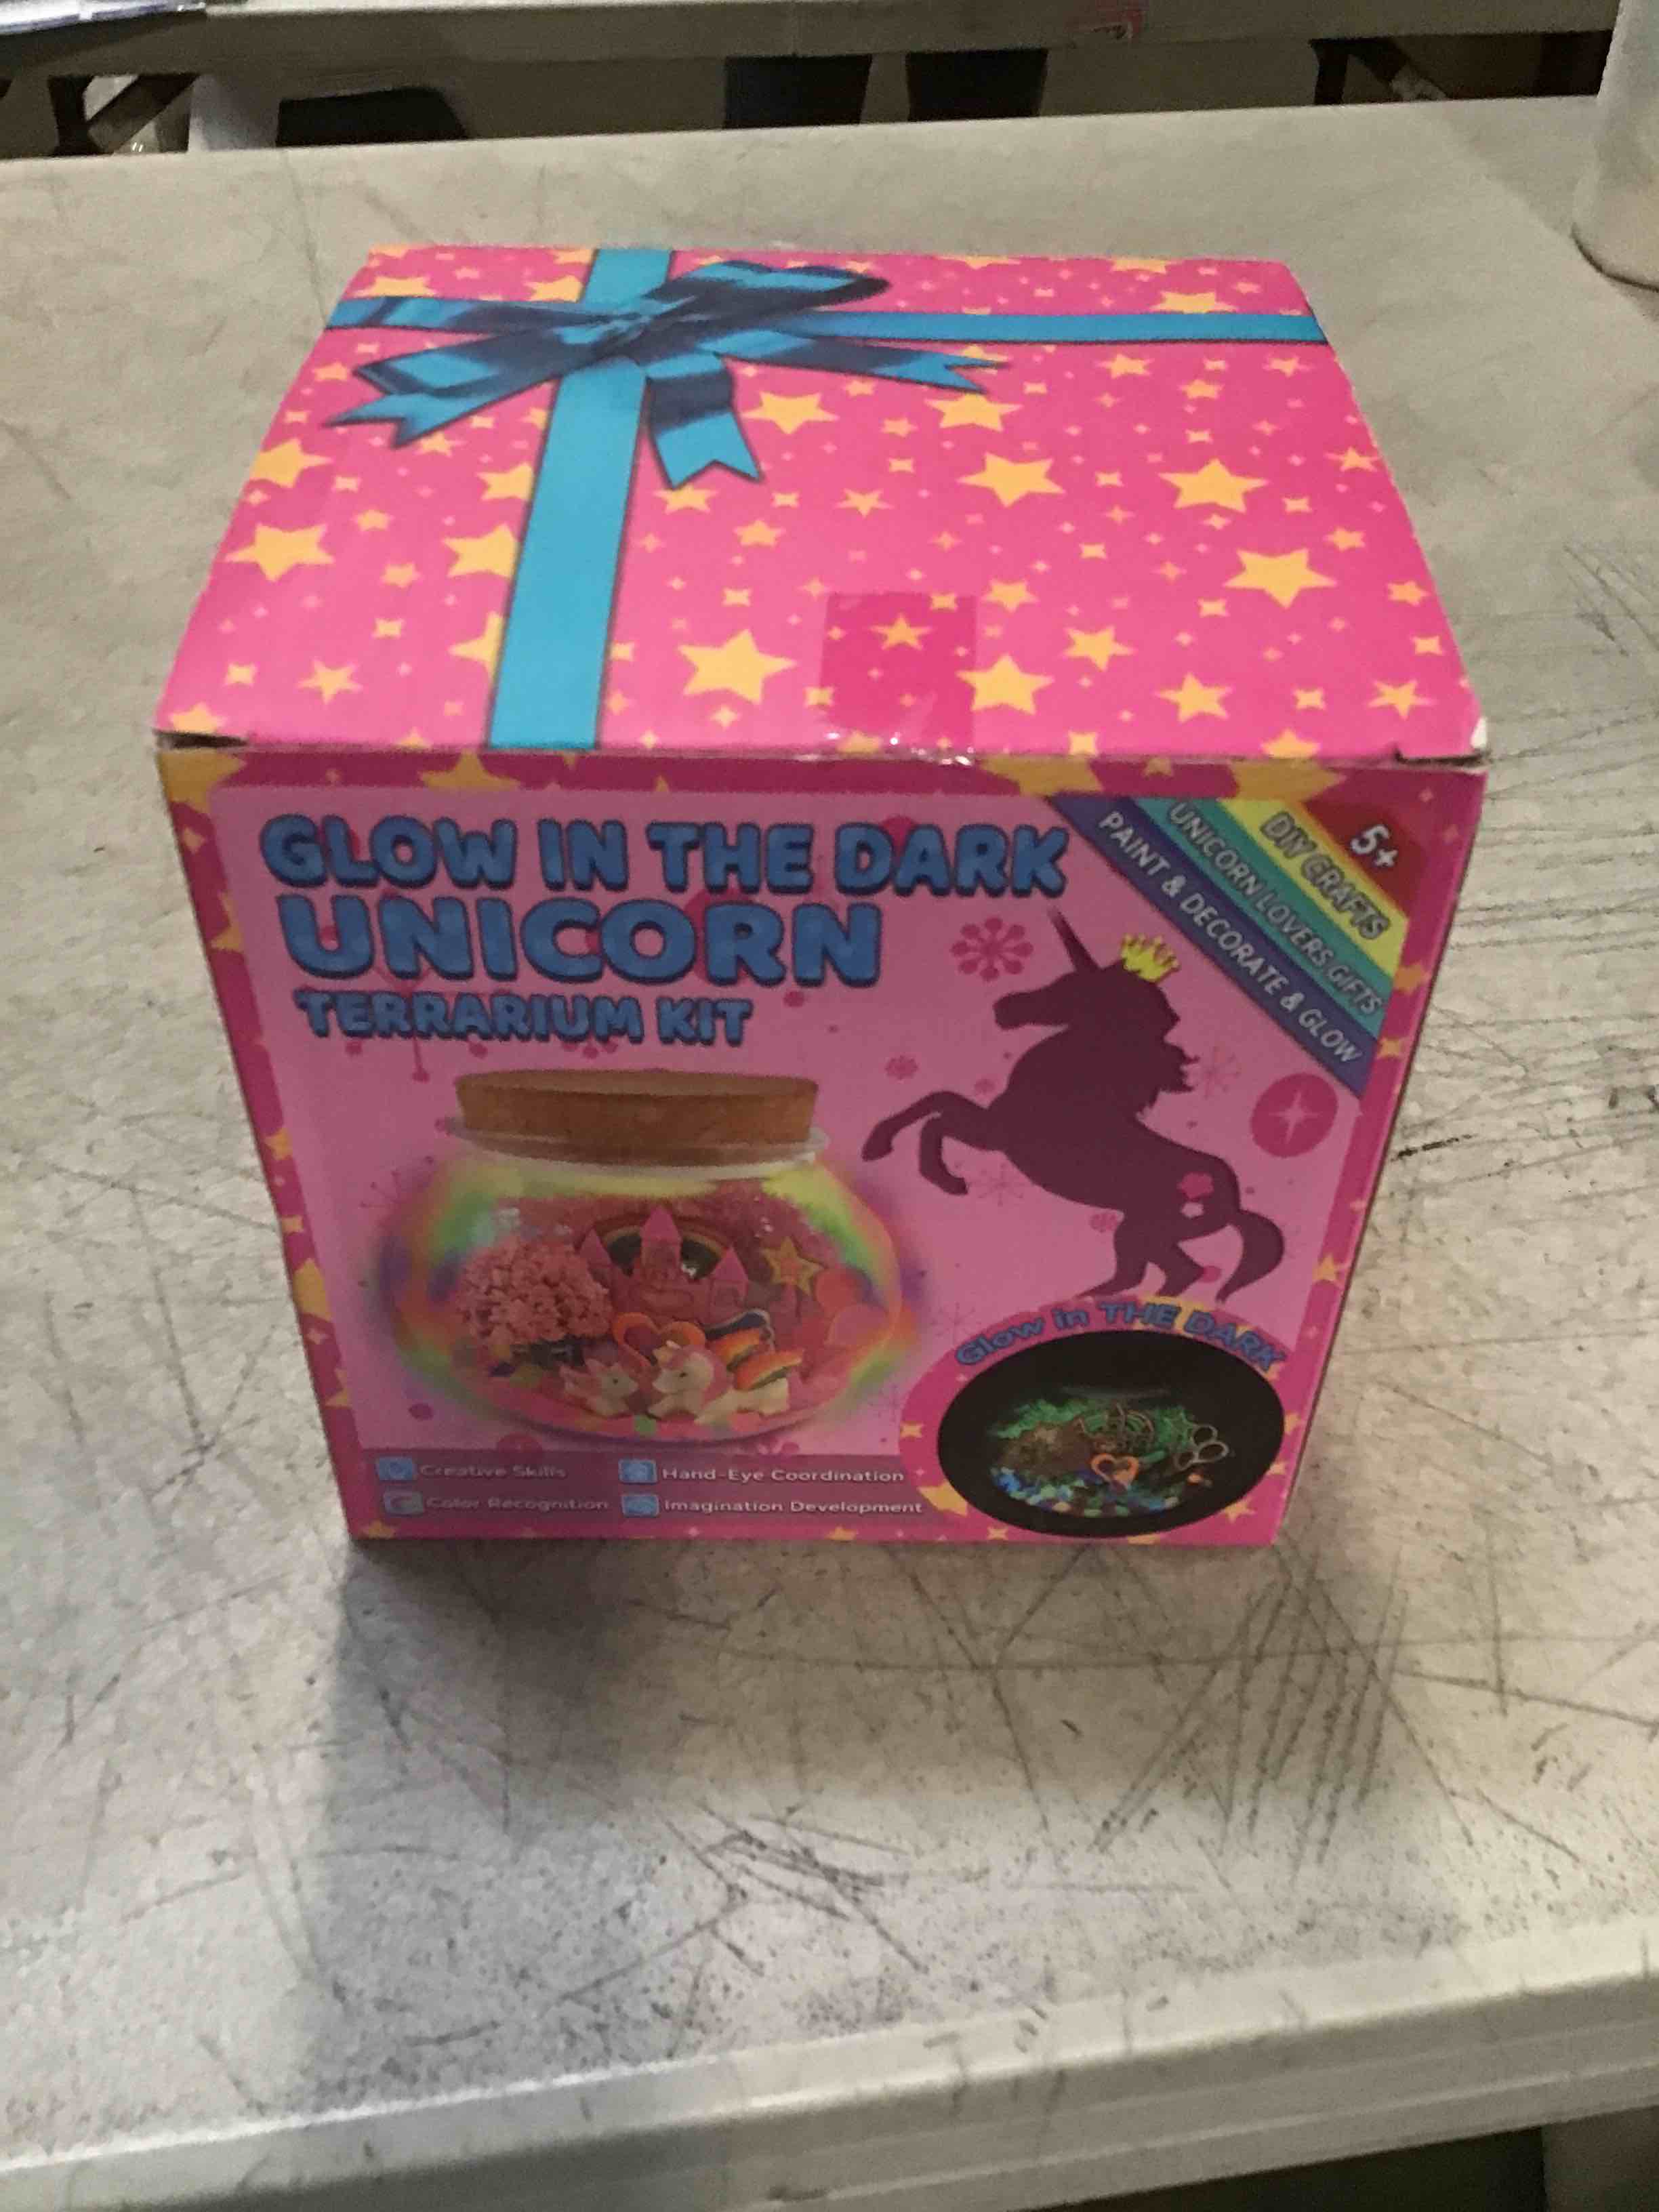 GLOW IN THE DARK
UNICORN
TERRARIUM KIT
5+
DIY CRAFTS
UNICORN LOVERS GIFTS
PAINT & DECORATE & GLOW
Glow in THE DARK
Creative Skills
Hand-Eye Coordination
Color Recognition
Imagination Development